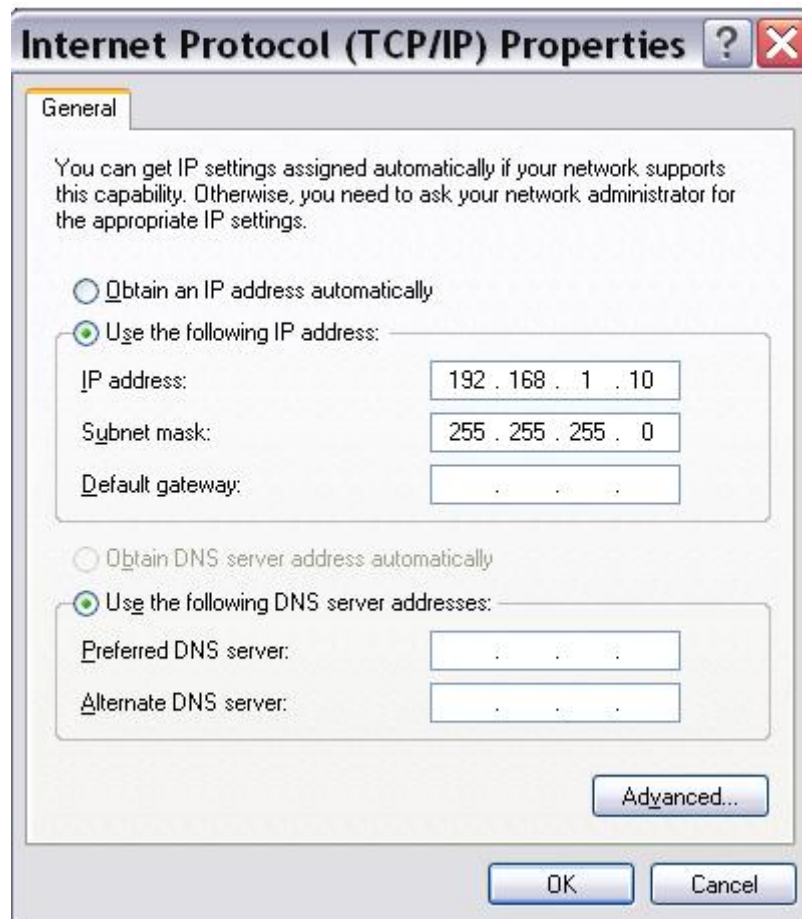 Internet Protocol (TCP/IP) Properties ?
General
You can get IP settings assigned automatically if your network supports
this capability. Otherwise, you need to ask your network administrator for
the appropriate IP settings.
Obtain an IP address automatically
Use the following IP address:
IP address: 192 . 168 . 1 . 10
Subnet mask: 255 . 255 . 255 . 0
Default gateway: . . .
Obtain DNS server address automatically
Use the following DNS server addresses:
Preferred DNS server: . . .
Alternate DNS server: . . .
Advanced...
OK Cancel